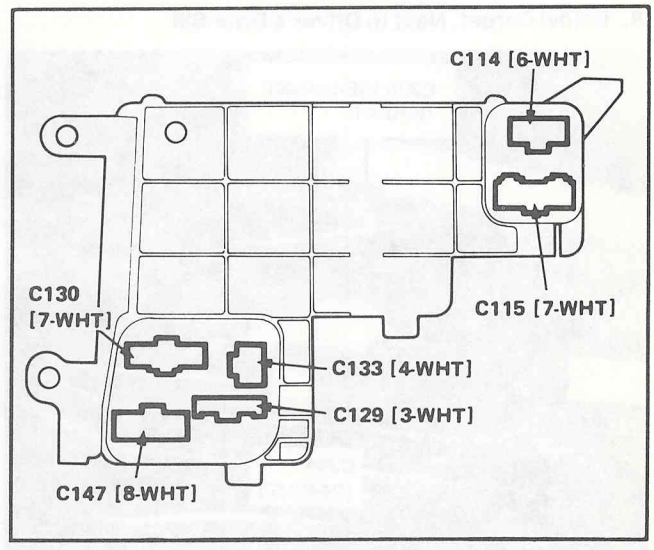 C114 [6-WHT]
C115 [7-WHT]
C130
[7-WHT]
C133 [4-WHT]
C129 [3-WHT]
C147 [8-WHT]